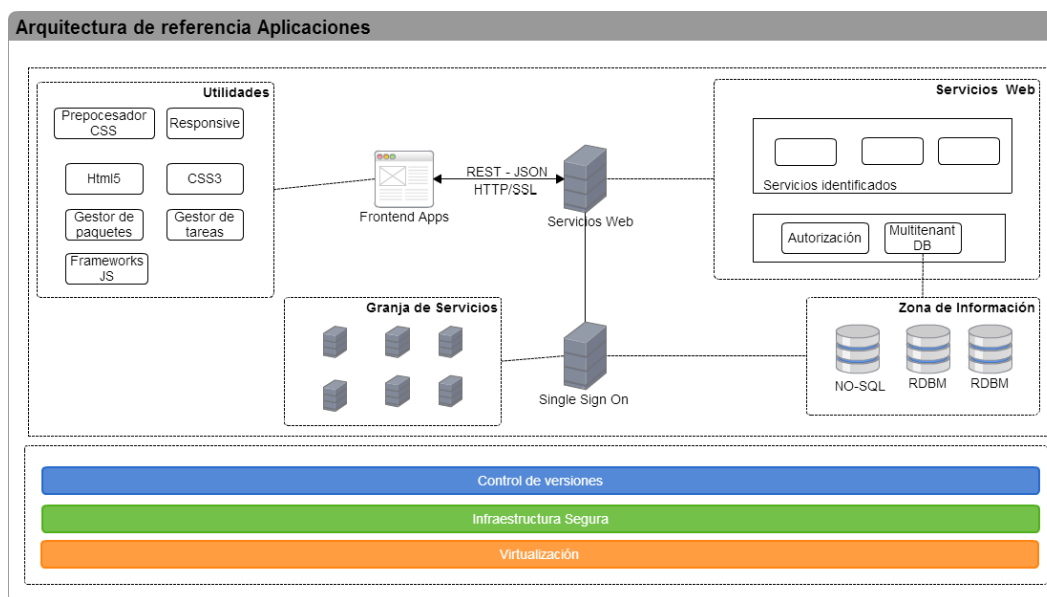 Arquitectura de referencia Aplicaciones
Utilidades
Prepocesador
CSS
Responsive
Html5
CSS3
Gestor de
paquetes
Gestor de
tareas
Frameworks
JS
Frontend Apps
REST - JSON
HTTP/SSL
Servicios Web
Servicios Web
Servicios identificados
Autorización
Multitenant
DB
Granja de Servicios
Single Sign On
Zona de Información
NO-SQL
RDBM
RDBM
Control de versiones
Infraestructura Segura
Virtualización